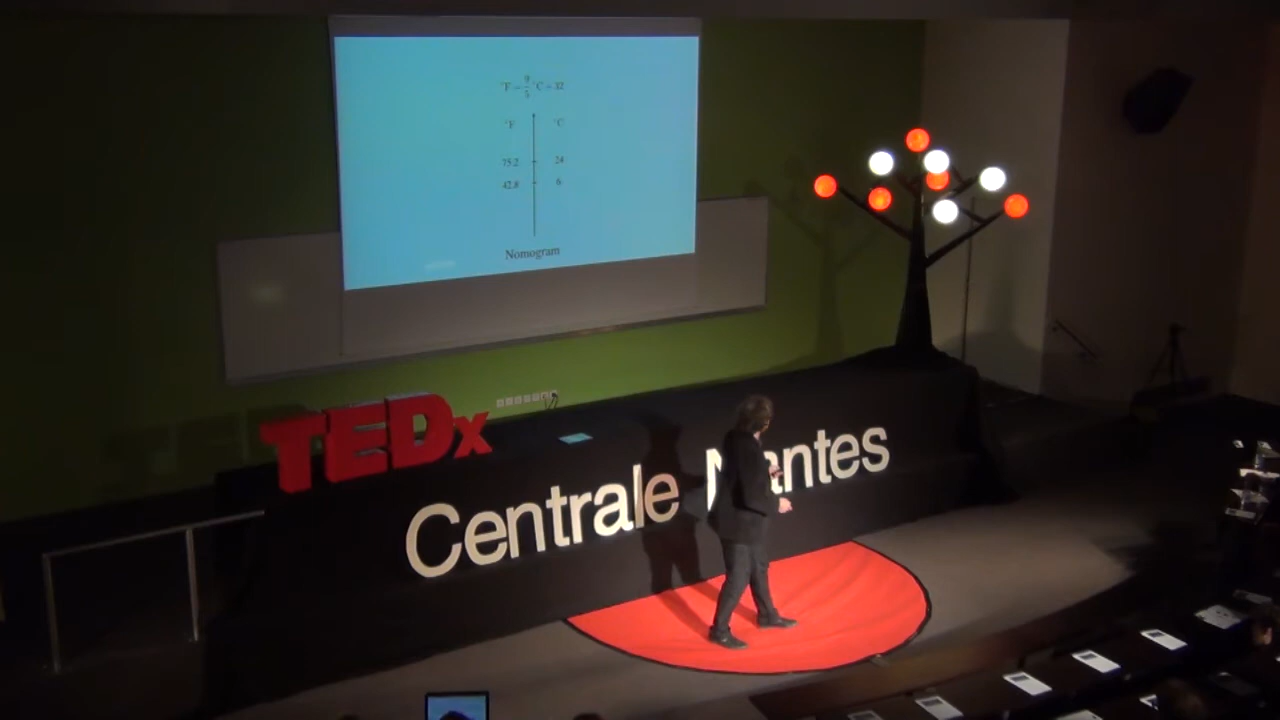 °F = 9/5 °C + 32
°F °C
75.2 24
42.8 6
Nomogram
TEDx
Centrale Nantes